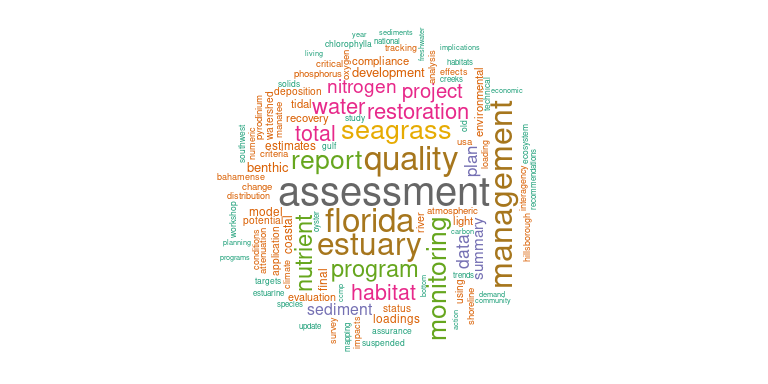 year
sediments
national
chlorophylla
tracking
freshwater
implications
living
critical
oxygen
compliance
analysis
habitats
phosphorus
development
effects
creeks
technical
solids
deposition
nitrogen
project
environmental
economic
watershed
tidal
water
restoration
pyrodinium
manatee
recovery
study
seagrass
old
management
southwest
numeric
total
estimates
gulf
usa
loading
ecosystem
criteria
report
quality
plan
interagency
recommendations
benthic
bahamense
change
assessment
distribution
model
potential
workshop
coastal
oyster
florida
river
atmospheric
light
hillsborough
carbon
planning
conditions
attenuation
application
nutrient
estuary
monitoring
data
summary
programs
climate
final
program
trends
targets
estuarine
evaluation
ccmp
habitat
bottom
using
shoreline
demand
community
species
sediment
status
action
update
survey
mapping
impacts
loadings
assurance
suspended